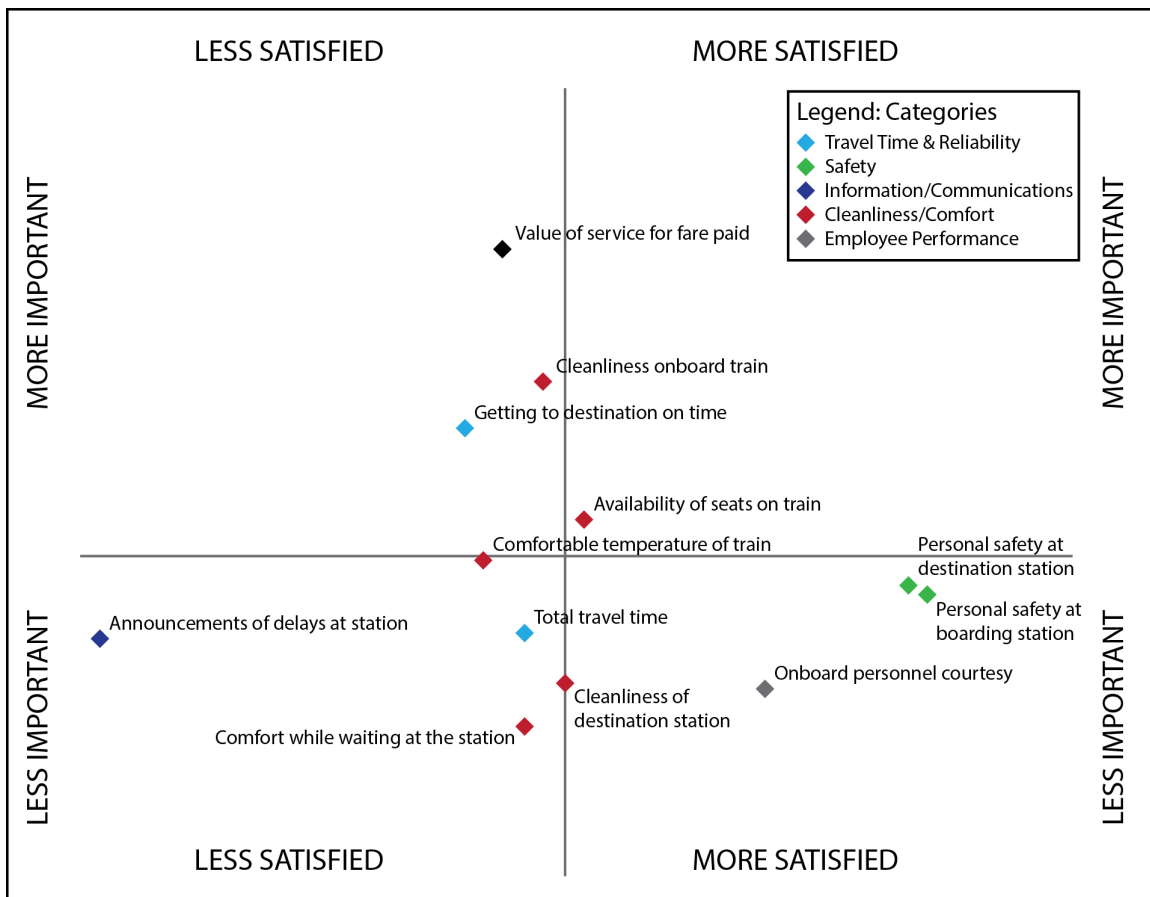 LESS SATISFIED
MORE SATISFIED
Legend: Categories
Travel Time & Reliability
Safety
Information/Communications
Cleanliness/Comfort
Employee Performance
MORE IMPORTANT
MORE IMPORTANT
Value of service for fare paid
Cleanliness onboard train
Getting to destination on time
Availability of seats on train
Comfortable temperature of train
Personal safety at
destination station
Personal safety at
boarding station
Announcements of delays at station
Total travel time
Onboard personnel courtesy
Cleanliness of
destination station
Comfort while waiting at the station
LESS IMPORTANT
LESS IMPORTANT
LESS SATISFIED
MORE SATISFIED